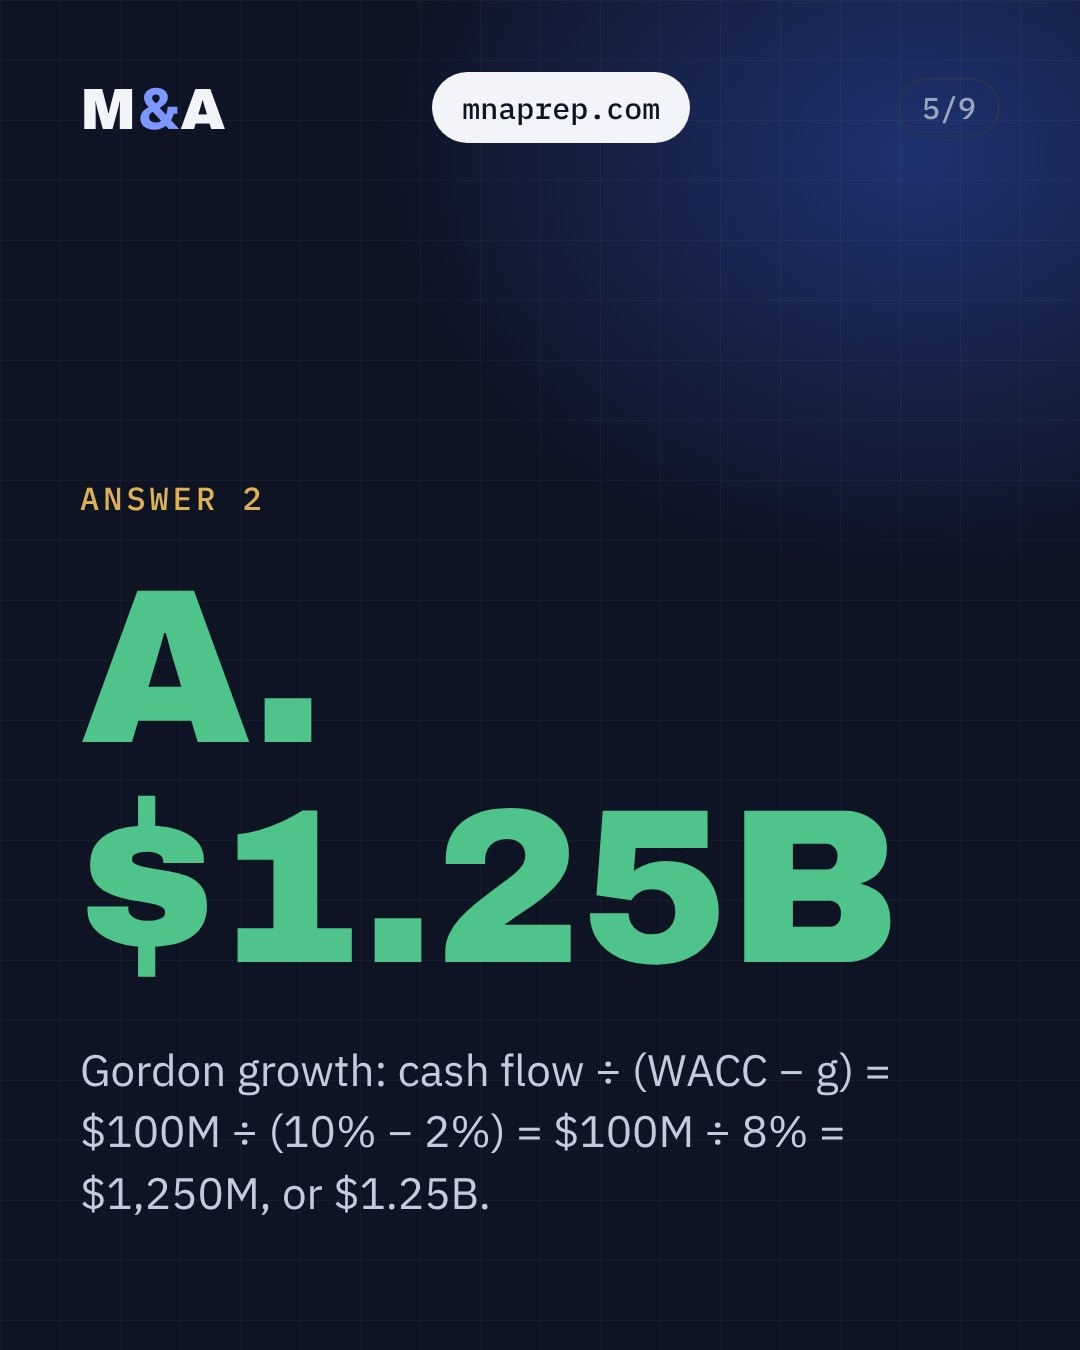 M&A
mnaprep.com
5/9
ANSWER 2
A.
$1.25B
Gordon growth: cash flow ÷ (WACC – g) =
$100M ÷ (10% – 2%) = $100M ÷ 8% =
$1,250M, or $1.25B.